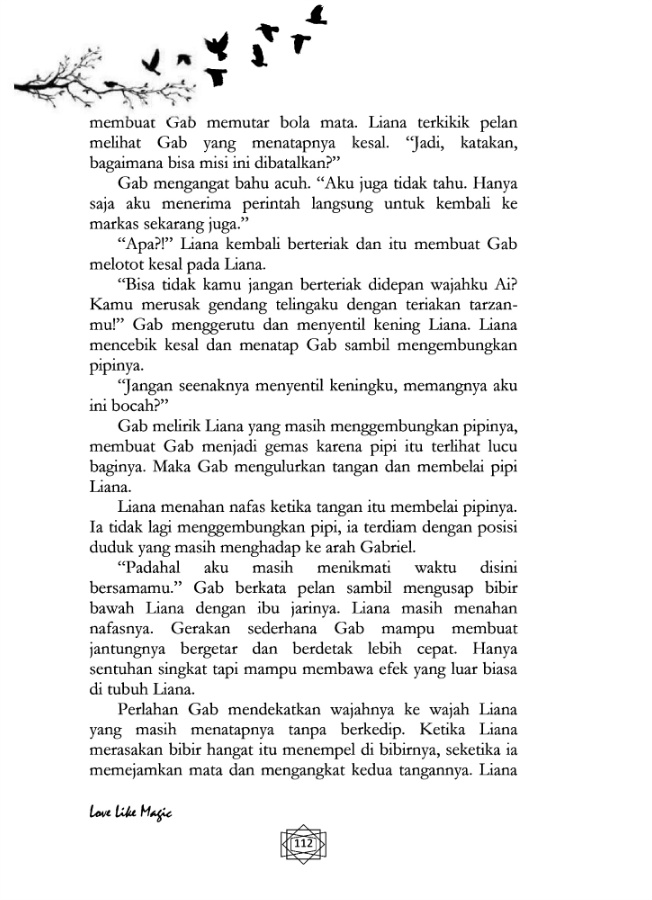 membuat Gab memutar bola mata. Liana terkikik pelan
melihat Gab yang menatapnya kesal. “Jadi, katakan,
bagaimana bisa misi ini dibatalkan?”
Gab mengangat bahu acuh. “Aku juga tidak tahu. Hanya
saja aku menerima perintah langsung untuk kembali ke
markas sekarang juga.”
“Apa?!” Liana kembali berteriak dan itu membuat Gab
melotot kesal pada Liana.
“Bisa tidak kamu jangan berteriak didepan wajahku Ai?
Kamu merusak gendang telingaku dengan teriakan tarzan-
mu!” Gab menggerutu dan menyentil kening Liana. Liana
mencebik kesal dan menatap Gab sambil mengembungkan
pipinya.
“Jangan seenaknya menyentil keningku, memangnya aku
ini bocah?”
Gab melirik Liana yang masih menggembungkan pipinya,
membuat Gab menjadi gemas karena pipi itu terlihat lucu
baginya. Maka Gab mengulurkan tangan dan membelai pipi
Liana.
Liana menahan nafas ketika tangan itu membelai pipinya.
Ia tidak lagi menggembungkan pipi, ia terdiam dengan posisi
duduk yang masih menghadap ke arah Gabriel.
“Padahal aku masih menikmati waktu disini
bersamamu.” Gab berkata pelan sambil mengusap bibir
bawah Liana dengan ibu jarinya. Liana masih menahan
nafasnya. Gerakan sederhana Gab mampu membuat
jantungnya bergetar dan berdetak lebih cepat. Hanya
sentuhan singkat tapi mampu membawa efek yang luar biasa
di tubuh Liana.
Perlahan Gab mendekatkan wajahnya ke wajah Liana
yang masih menatapnya tanpa berkedip. Ketika Liana
merasakan bibir hangat itu menempel di bibirnya, seketika ia
memejamkan mata dan mengangkat kedua tangannya. Liana
Love Like Magic
112